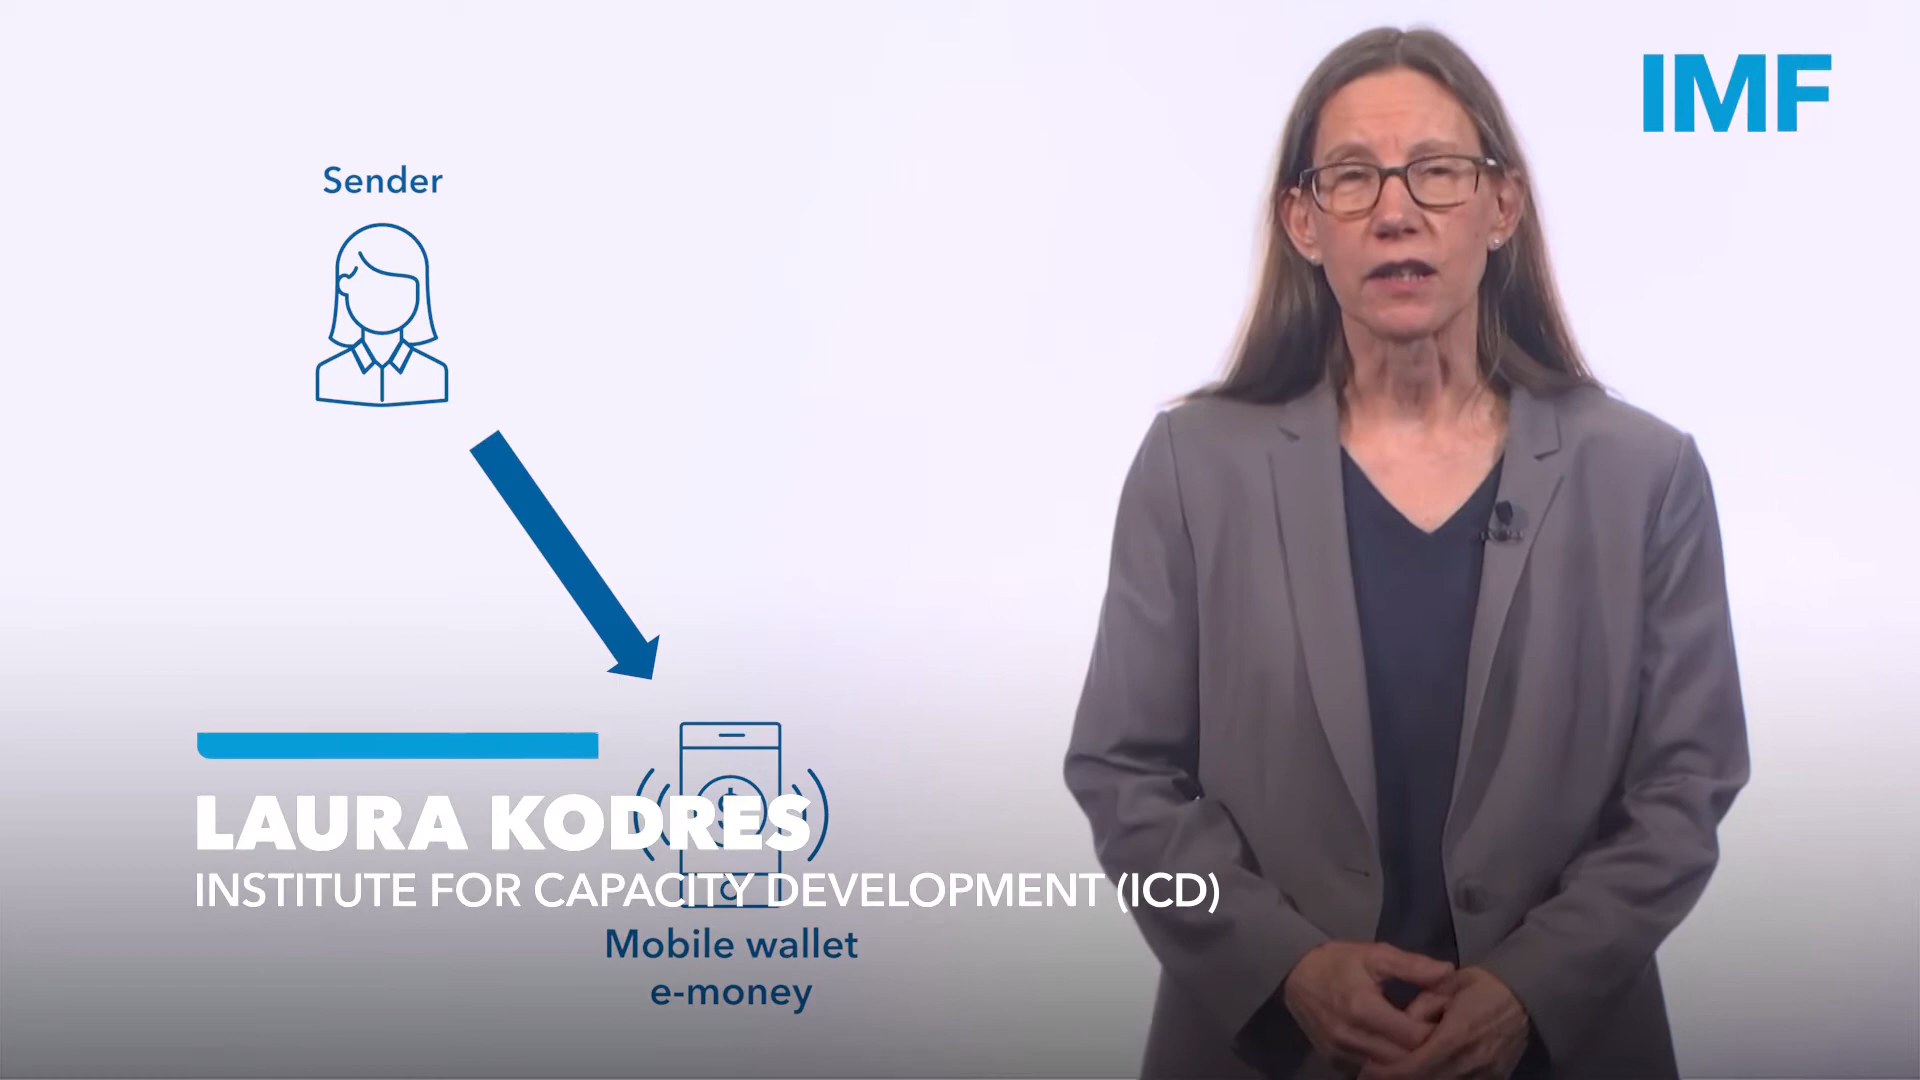 IMF
Sender
LAURA KODRES
INSTITUTE FOR CAPACITY DEVELOPMENT (ICD)
Mobile wallet
e-money